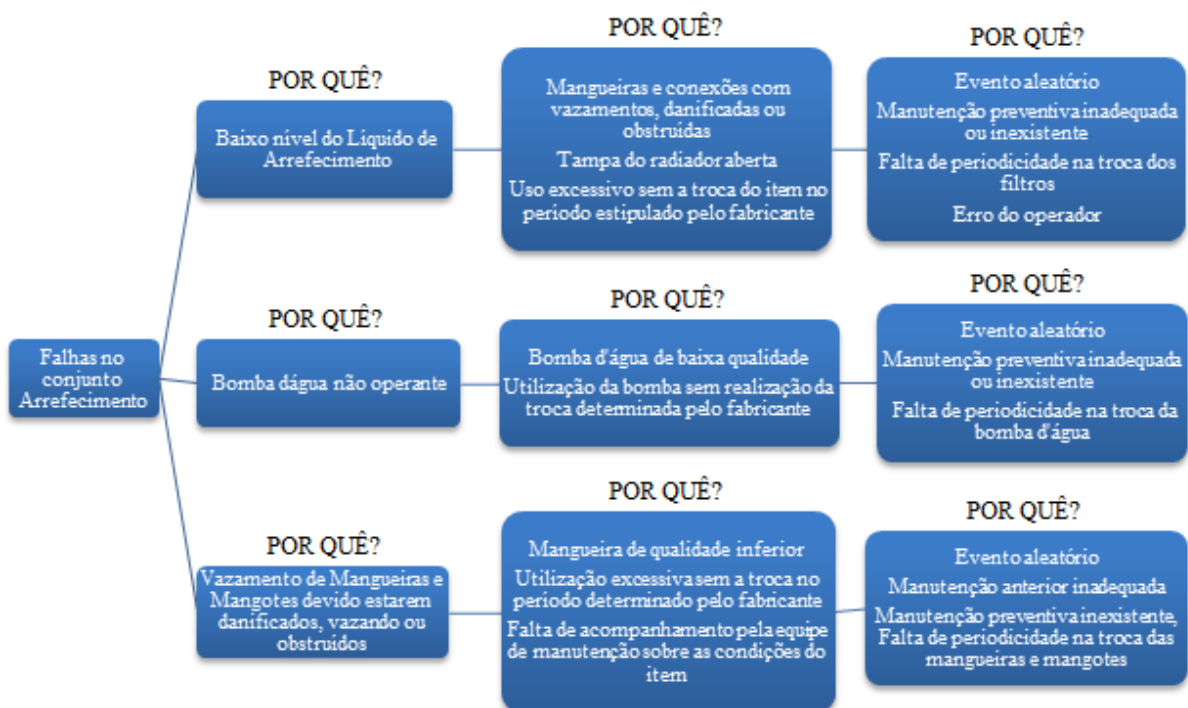 POR QUÊ?
Baixo nível do Líquido de
Arrefecimento
POR QUÊ?
Mangueiras e conexões com
vazamentos, danificadas ou
obstruídas
Tampa do radiador aberta
Uso excessivo sem a troca do item no
período estipulado pelo fabricante
POR QUÊ?
Evento aleatório
Manutenção preventiva inadequada
ou inexistente
Falta de periodicidade na troca dos
filtros
Erro do operador
Falhas no
conjunto
Arrefecimento
POR QUÊ?
Bomba dágua não operante
POR QUÊ?
Bomba d'água de baixa qualidade
Utilização da bomba sem realização da
troca determinada pelo fabricante
POR QUÊ?
Evento aleatório
Manutenção preventiva inadequada
ou inexistente
Falta de periodicidade na troca da
bomba d'água
POR QUÊ?
Vazamento de Mangueiras e
Mangotes devido estarem
danificados, vazando ou
obstruídos
POR QUÊ?
Mangueira de qualidade inferior
Utilização excessiva sem a troca no
período determinado pelo fabricante
Falta de acompanhamento pela equipe
de manutenção sobre as condições do
item
POR QUÊ?
Evento aleatório
Manutenção anterior inadequada
Manutenção preventiva inexistente,
Falta de periodicidade na troca das
mangueiras e mangotes